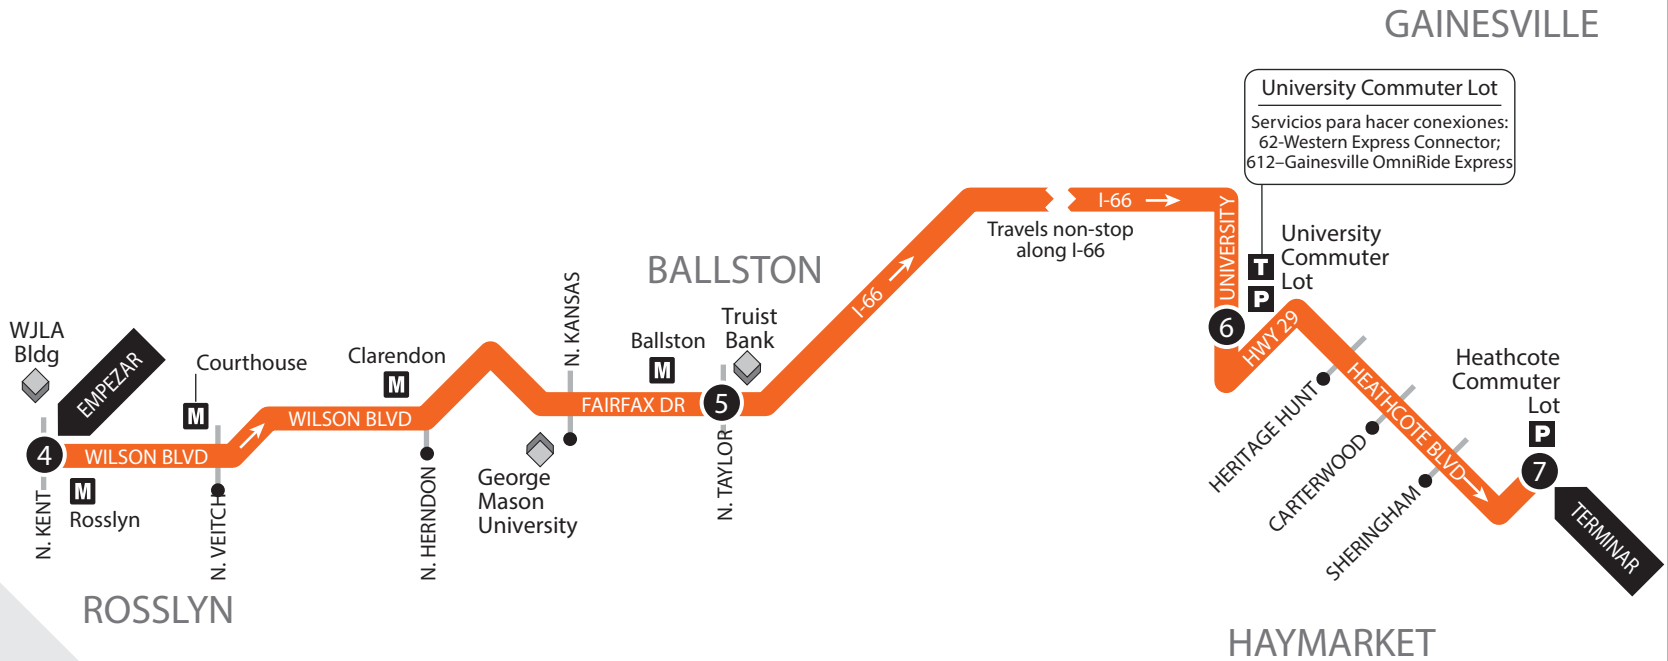 GAINESVILLE
University Commuter Lot
Servicios para hacer conexiones:
62-Western Express Connector;
612–Gainesville OmniRide Express
I-66
I-66
Travels non-stop
along I-66
UNIVERSITY
University
Commuter
Lot
T
P
6
HWY 29
BALLSTON
WJLA
Bldg
EMPEZAR
4
WILSON BLVD
M
Rosslyn
N. KENT
Courthouse
M
N. VEITCH
WILSON BLVD
Clarendon
M
N. HERNDON
N. KANSAS
George
Mason
University
FAIRFAX DR
Ballston
M
Truist
Bank
5
N. TAYLOR
HEATHCOTE BLVD
HERITAGE HUNT
CARTERWOOD
SHERINGHAM
Heathcote
Commuter
Lot
P
7
TERMINAR
ROSSLYN
HAYMARKET